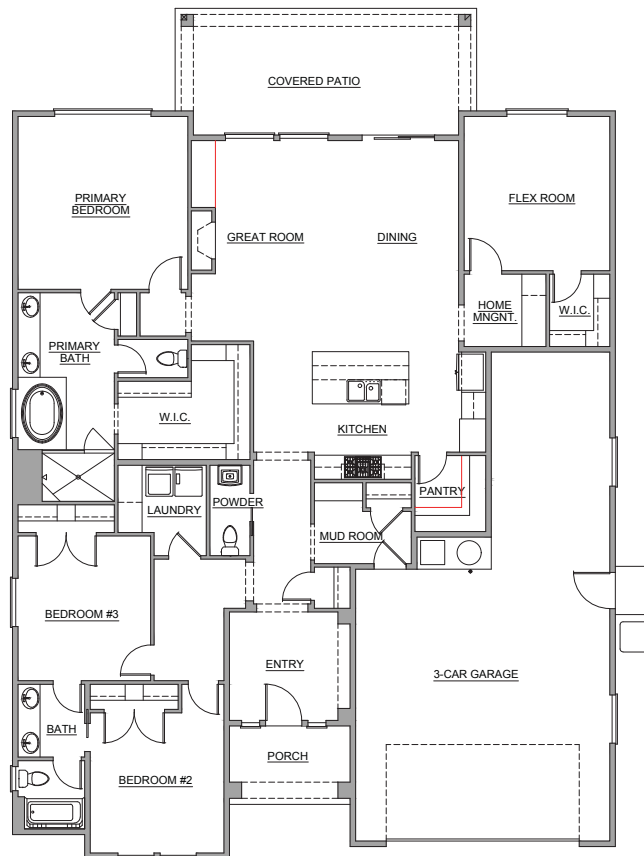 COVERED PATIO
PRIMARY
BEDROOM
FLEX ROOM
GREAT ROOM
DINING
HOME
MNGNT.
W.I.C.
PRIMARY
BATH
W.I.C.
KITCHEN
PANTRY
POWDER
LAUNDRY
MUD ROOM
BEDROOM #3
ENTRY
3-CAR GARAGE
BATH
PORCH
BEDROOM #2